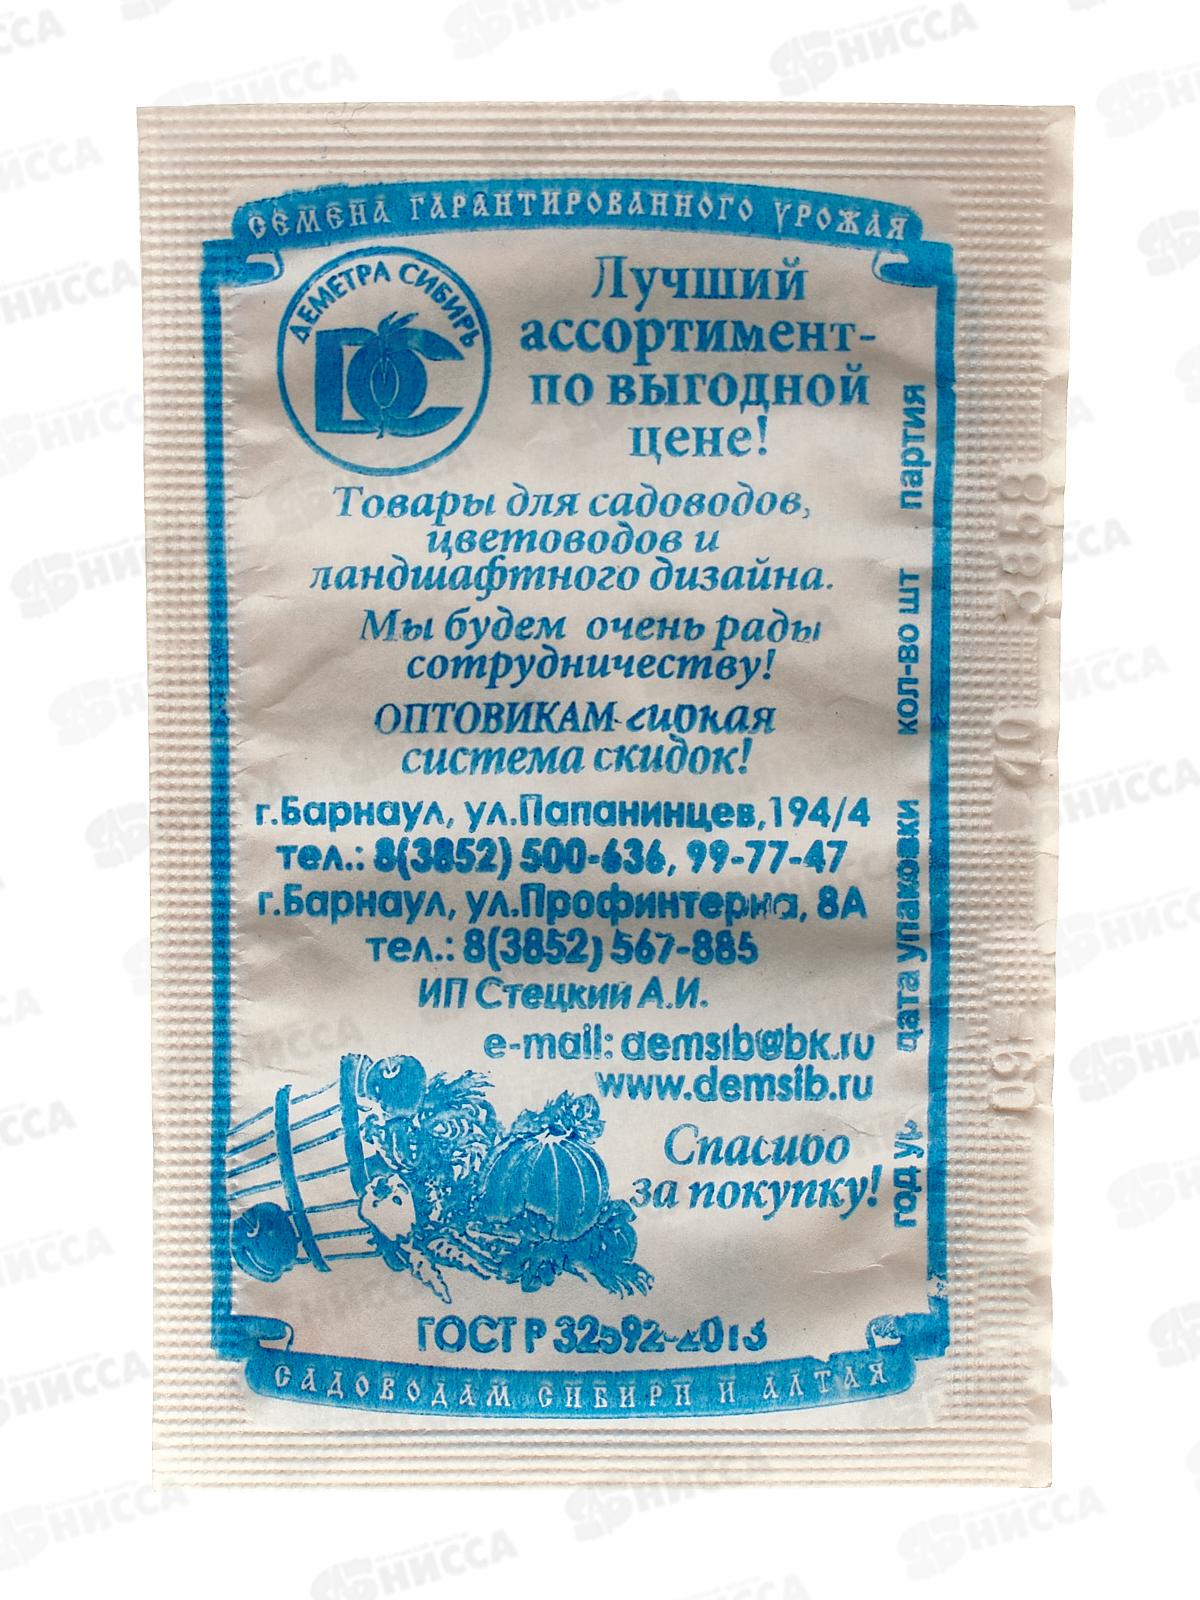 СЕМЕНА ГАРАНТИРОВАННОГО УРОЖАЯ
ДЕМЕТРА СИБИРЬ
DC
Лучший
ассортимент-
по выгодной
цене!
Товары для садоводов,
цветоводов и
ландшафтного дизайна.
Мы будем очень рады
сотрудничеству!
ОПТОВИКАМ-гибкая
система скидок!
г.Барнаул, ул.Папанинцев,194/4
тел.: 8(3852) 500-636, 99-77-47
г.Барнаул, ул.Профинтерна, 8А
тел.: 8(3852) 567-885
ИП Стецкий А.И.
e-mail: demsib@bk.ru
www.demsib.ru
Спасибо
за покупку!
ГОСТ Р 32592-2013
САДОВОДАМ СИБИРИ И АЛТАЯ
год ур дата упаковки кол-во шт партия
3858
АБНИССА